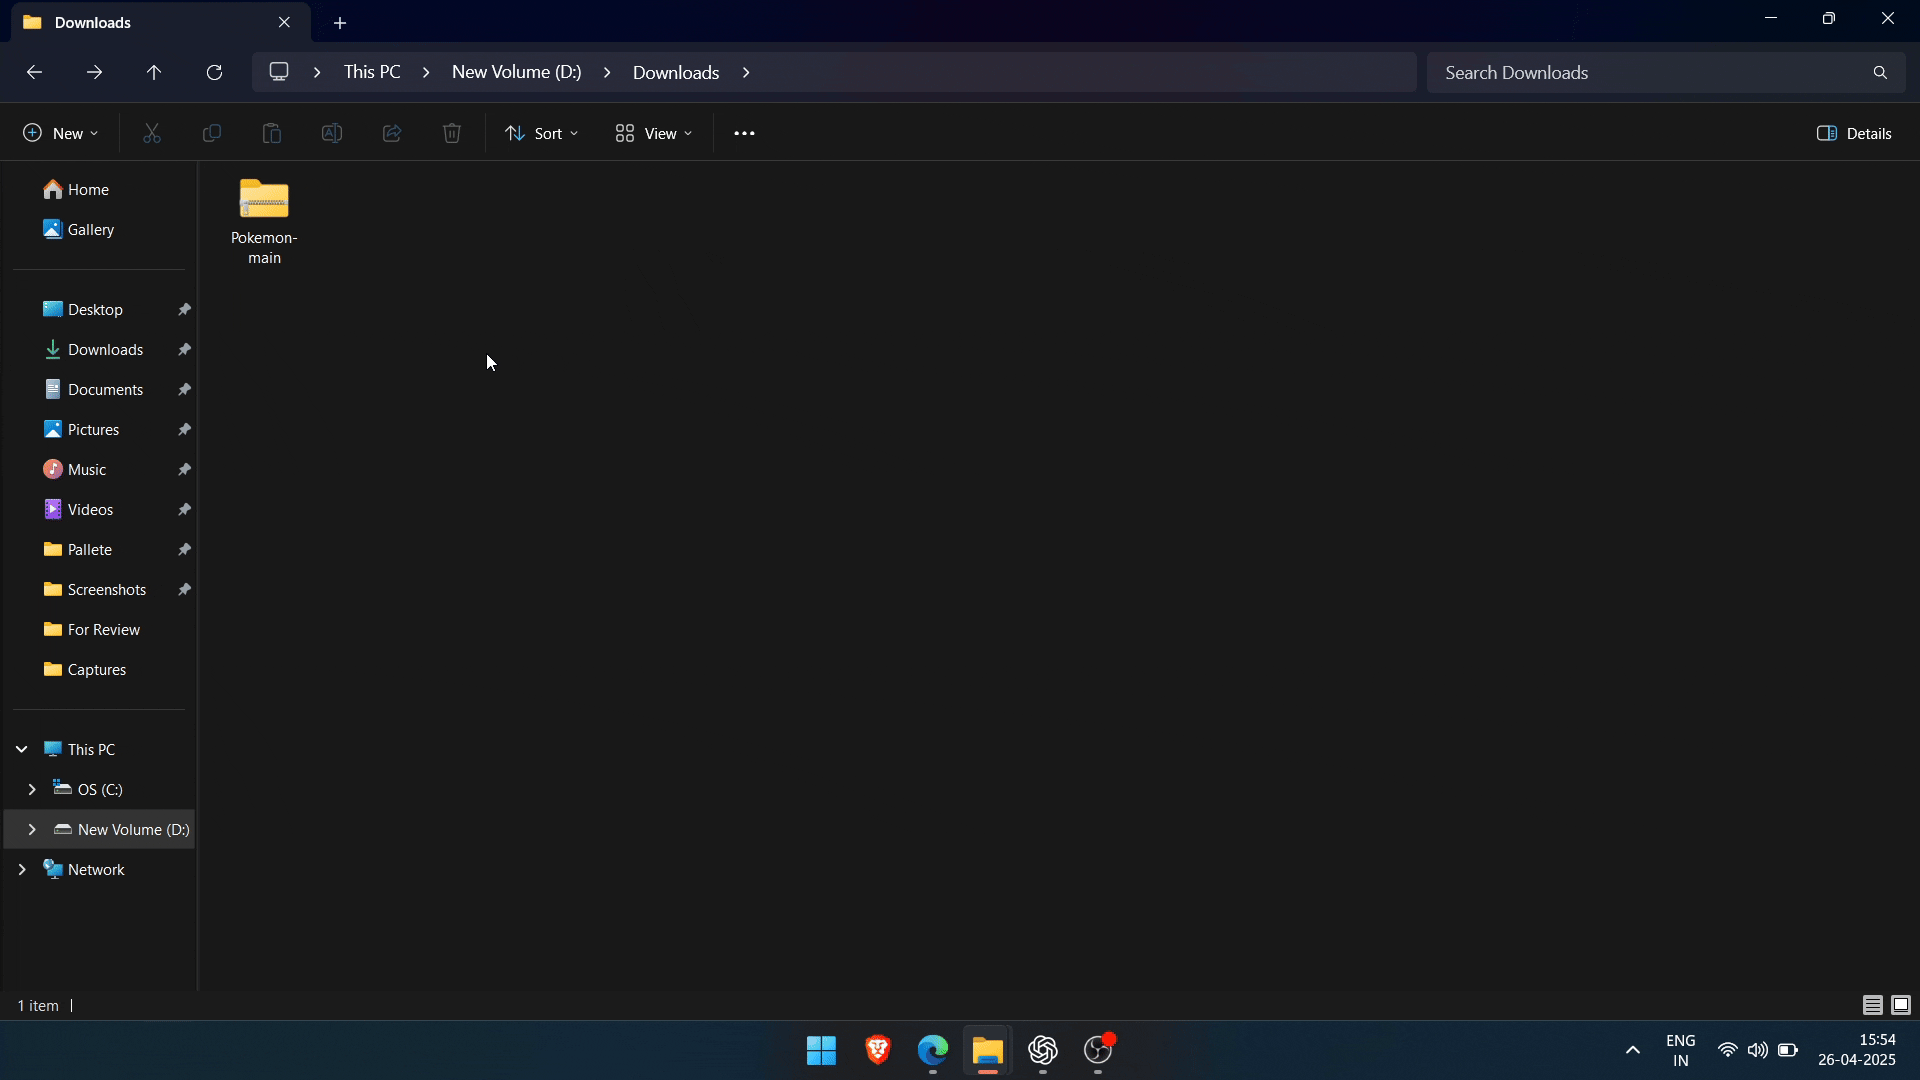 Downloads
This PC
New Volume (D:)
Downloads
Search Downloads
New
Sort
View
Details
Home
Gallery
Desktop
Downloads
Documents
Pictures
Music
Videos
Pallete
Screenshots
For Review
Captures
This PC
OS (C:)
New Volume (D:)
Network
Pokemon-
main
1 item
ENG
IN
15:54
26-04-2025